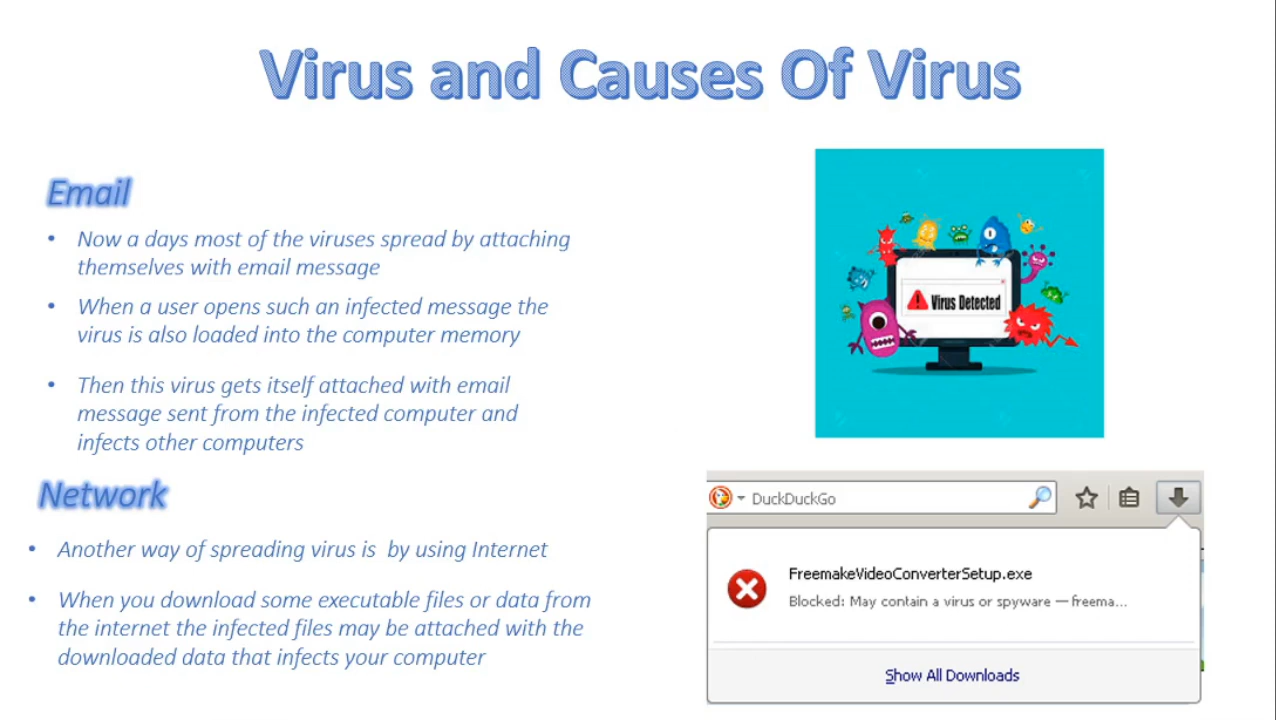 Virus and Causes Of Virus
Email
• Now a days most of the viruses spread by attaching
themselves with email message
• When a user opens such an infected message the
virus is also loaded into the computer memory
• Then this virus gets itself attached with email
message sent from the infected computer and
infects other computers
Virus Detected
Network
• Another way of spreading virus is by using Internet
• When you download some executable files or data from
the internet the infected files may be attached with the
downloaded data that infects your computer
DuckDuckGo
FreemakeVideoConverterSetup.exe
Blocked: May contain a virus or spyware — freema...
Show All Downloads